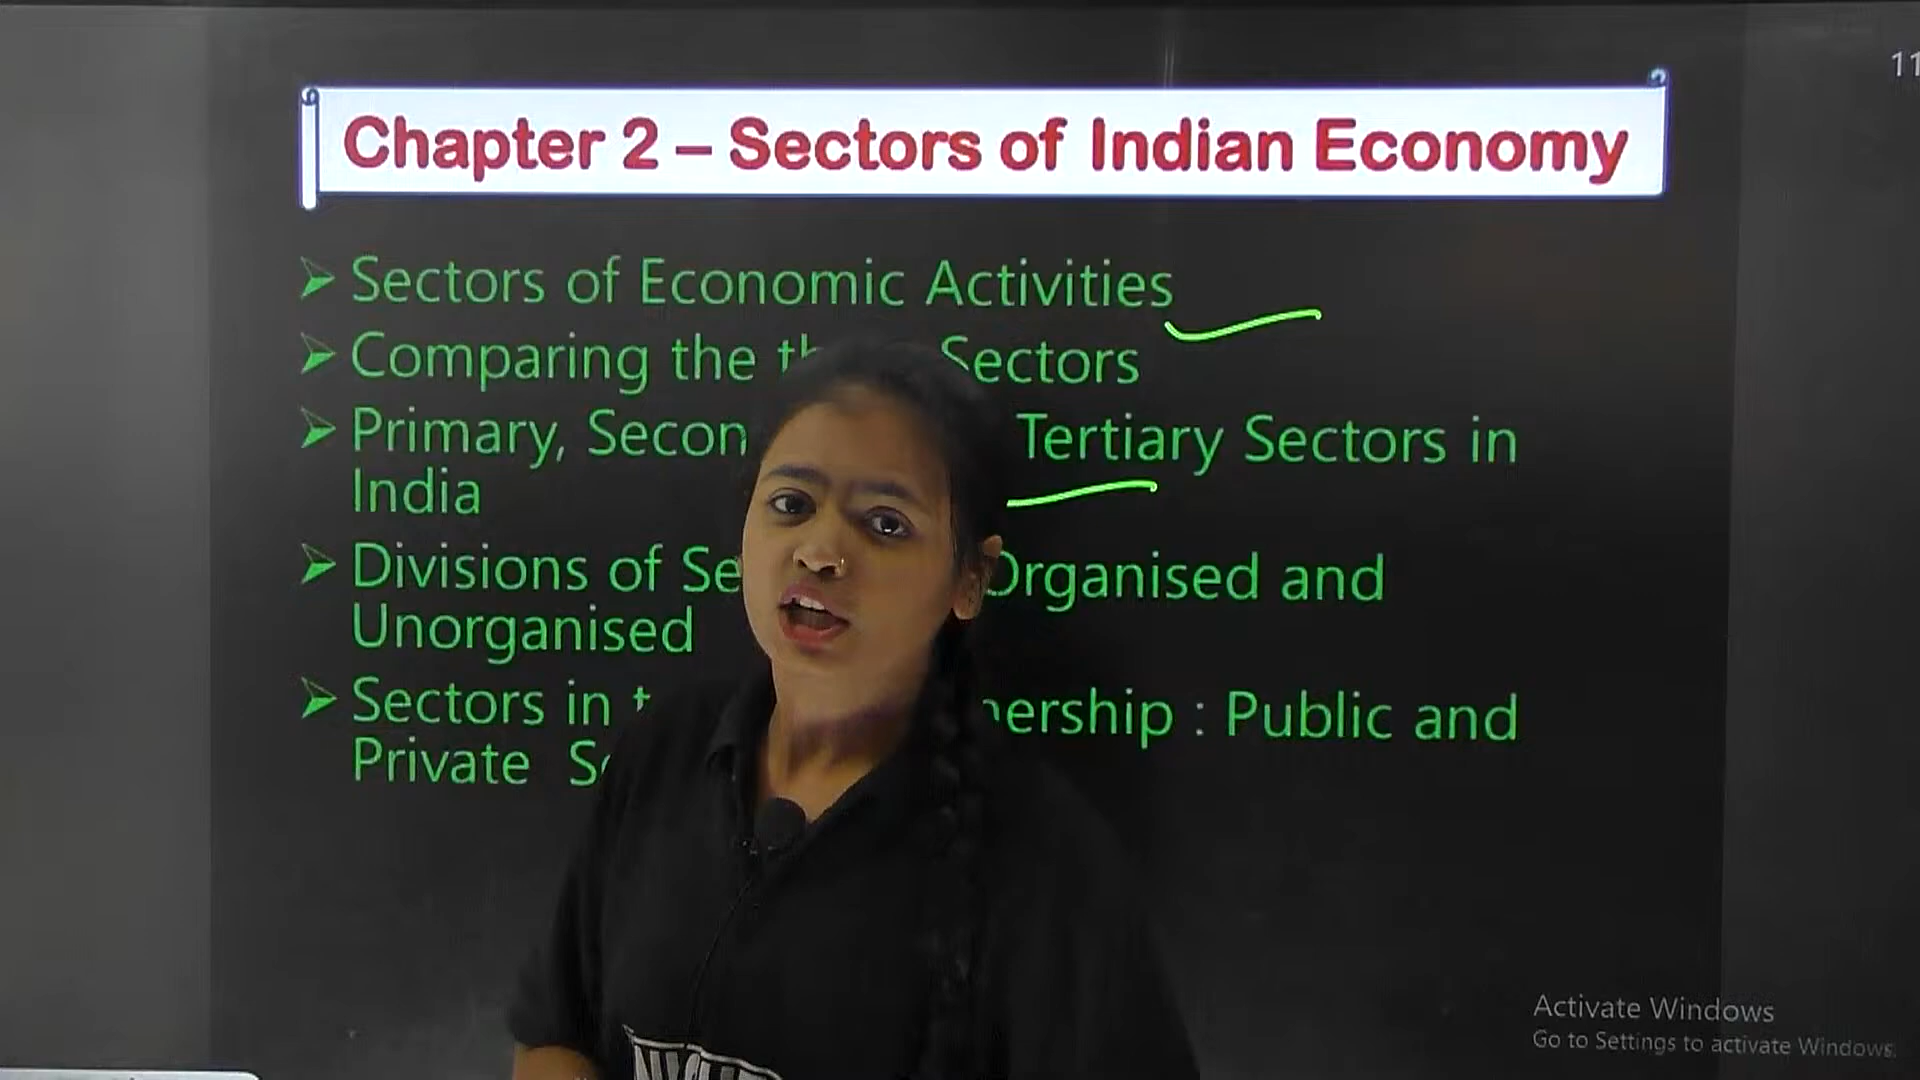 11
Chapter 2 – Sectors of Indian Economy
➢ Sectors of Economic Activities
➢ Comparing the Sectors
➢ Primary, Tertiary Sectors in
India
➢ Divisions of Organised and
Unorganised
➢ Sectors in : Public and
Private
Activate Windows
Go to Settings to activate Windows.